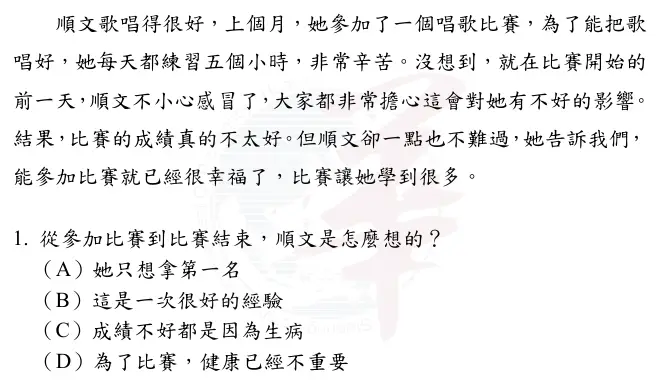 順文歌唱得很好，上個月，她參加了一個唱歌比賽，為了能把歌
唱好，她每天都練習五個小時，非常辛苦。沒想到，就在比賽開始的
前一天，順文不小心感冒了，大家都非常擔心這會對她有不好的影響。
結果，比賽的成績真的不太好。但順文卻一點也不難過，她告訴我們，
能參加比賽就已經很幸福了，比賽讓她學到很多。
1. 從參加比賽到比賽結束，順文是怎麼想的？
（A）她只想拿第一名
（B）這是一次很好的經驗
（C）成績不好都是因為生病
（D）為了比賽，健康已經不重要